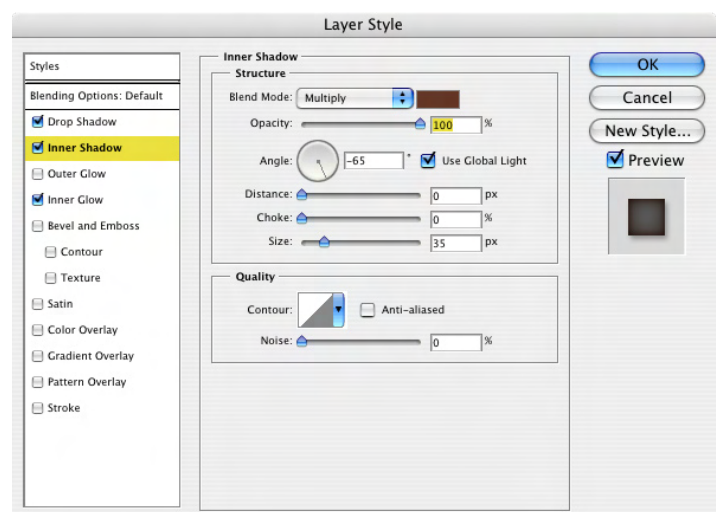 Layer Style
Styles
Blending Options: Default
Drop Shadow
Inner Shadow
Outer Glow
Inner Glow
Bevel and Emboss
Contour
Texture
Satin
Color Overlay
Gradient Overlay
Pattern Overlay
Stroke
Inner Shadow
Structure
Blend Mode: Multiply
Opacity: 100 %
Angle: -65 ° Use Global Light
Distance: 0 px
Choke: 0 %
Size: 35 px
Quality
Contour: Anti-aliased
Noise: 0 %
OK
Cancel
New Style...
Preview